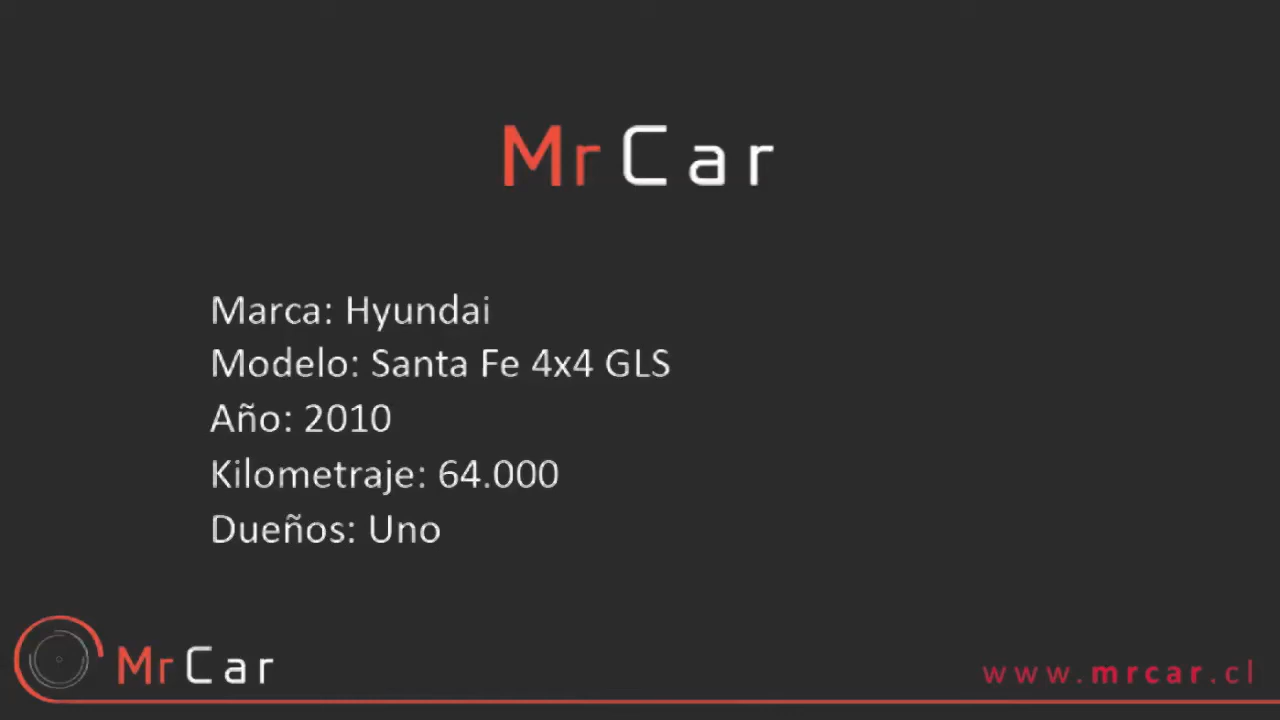 MrCar
Marca: Hyundai
Modelo: Santa Fe 4x4 GLS
Año: 2010
Kilometraje: 64.000
Dueños: Uno
MrCar
www.mrcar.cl